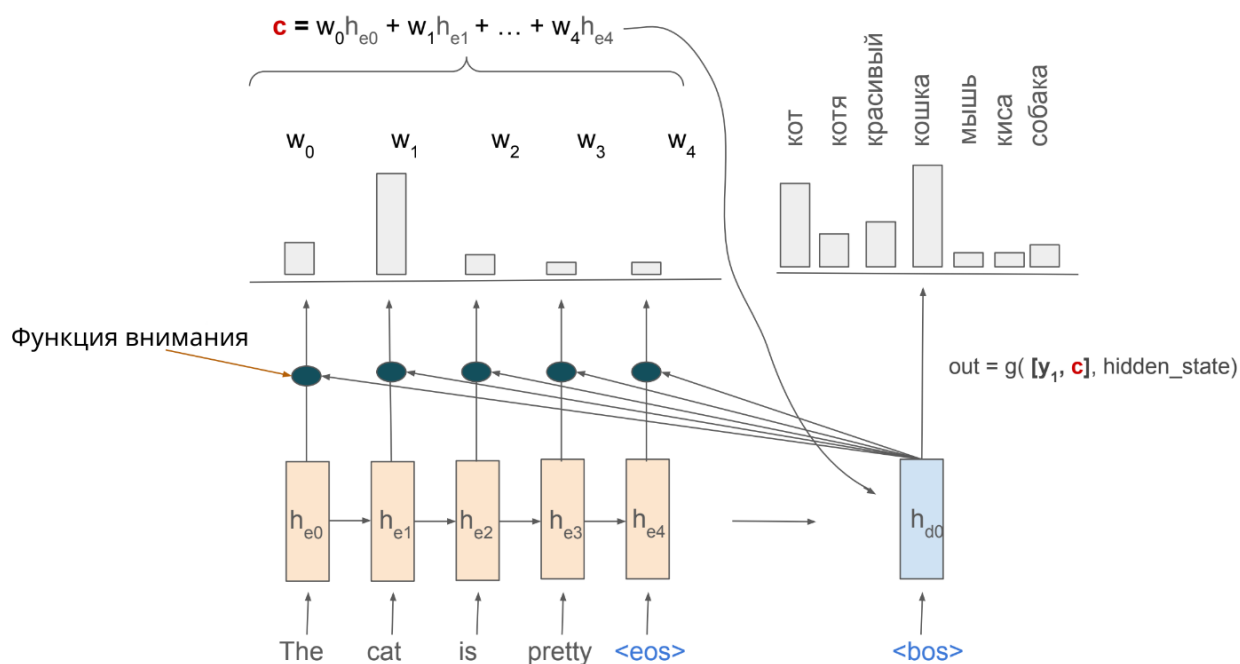 c = w₀hₑ₀ + w₁hₑ₁ + … + w₄hₑ₄
w₀ w₁ w₂ w₃ w₄
кот котя красивый кошка мышь киса собака
Функция внимания
out = g( [y₁, c], hidden_state)
hₑ₀ hₑ₁ hₑ₂ hₑ₃ hₑ₄ h_d0
The cat is pretty <eos> <bos>